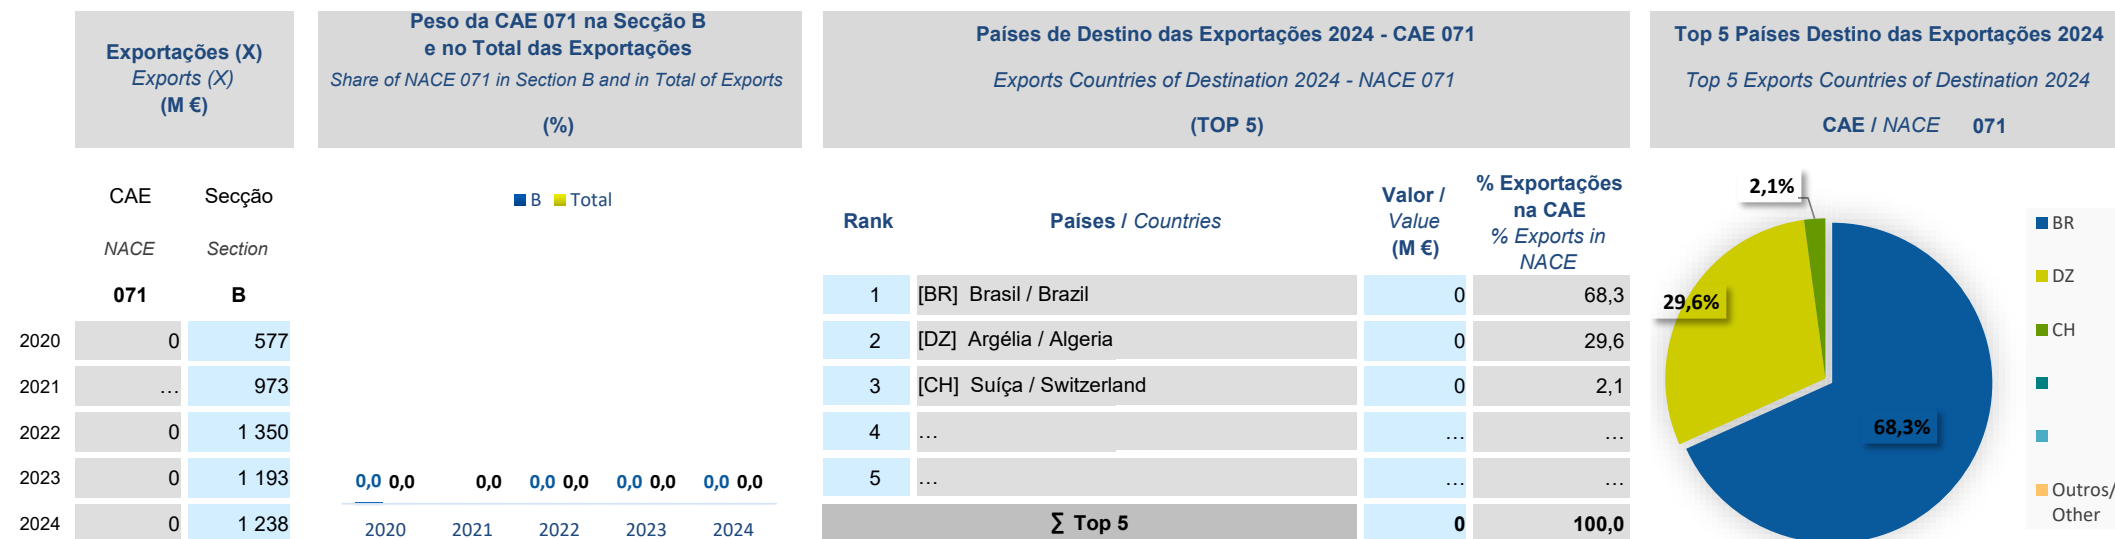 Exportações (X)
Exports (X)
(M €)
Peso da CAE 071 na Secção B
e no Total das Exportações
Share of NACE 071 in Section B and in Total of Exports
(%)
Países de Destino das Exportações 2024 - CAE 071
Exports Countries of Destination 2024 - NACE 071
(TOP 5)
Top 5 Países Destino das Exportações 2024
Top 5 Exports Countries of Destination 2024
CAE / NACE 071
CAE Secção
NACE Section
071 B
2020 0 577
2021 … 973
2022 0 1 350
2023 0 1 193
2024 0 1 238
B Total
0,0 0,0 0,0 0,0 0,0 0,0 0,0 0,0 0,0
2020 2021 2022 2023 2024
Rank
Países / Countries
Valor /
Value
(M €)
% Exportações
na CAE
% Exports in
NACE
1 [BR] Brasil / Brazil 0 68,3
2 [DZ] Argélia / Algeria 0 29,6
3 [CH] Suíça / Switzerland 0 2,1
4 … … …
5 … … …
∑ Top 5 0 100,0
2,1%
29,6%
68,3%
BR
DZ
CH
Outros/
Other